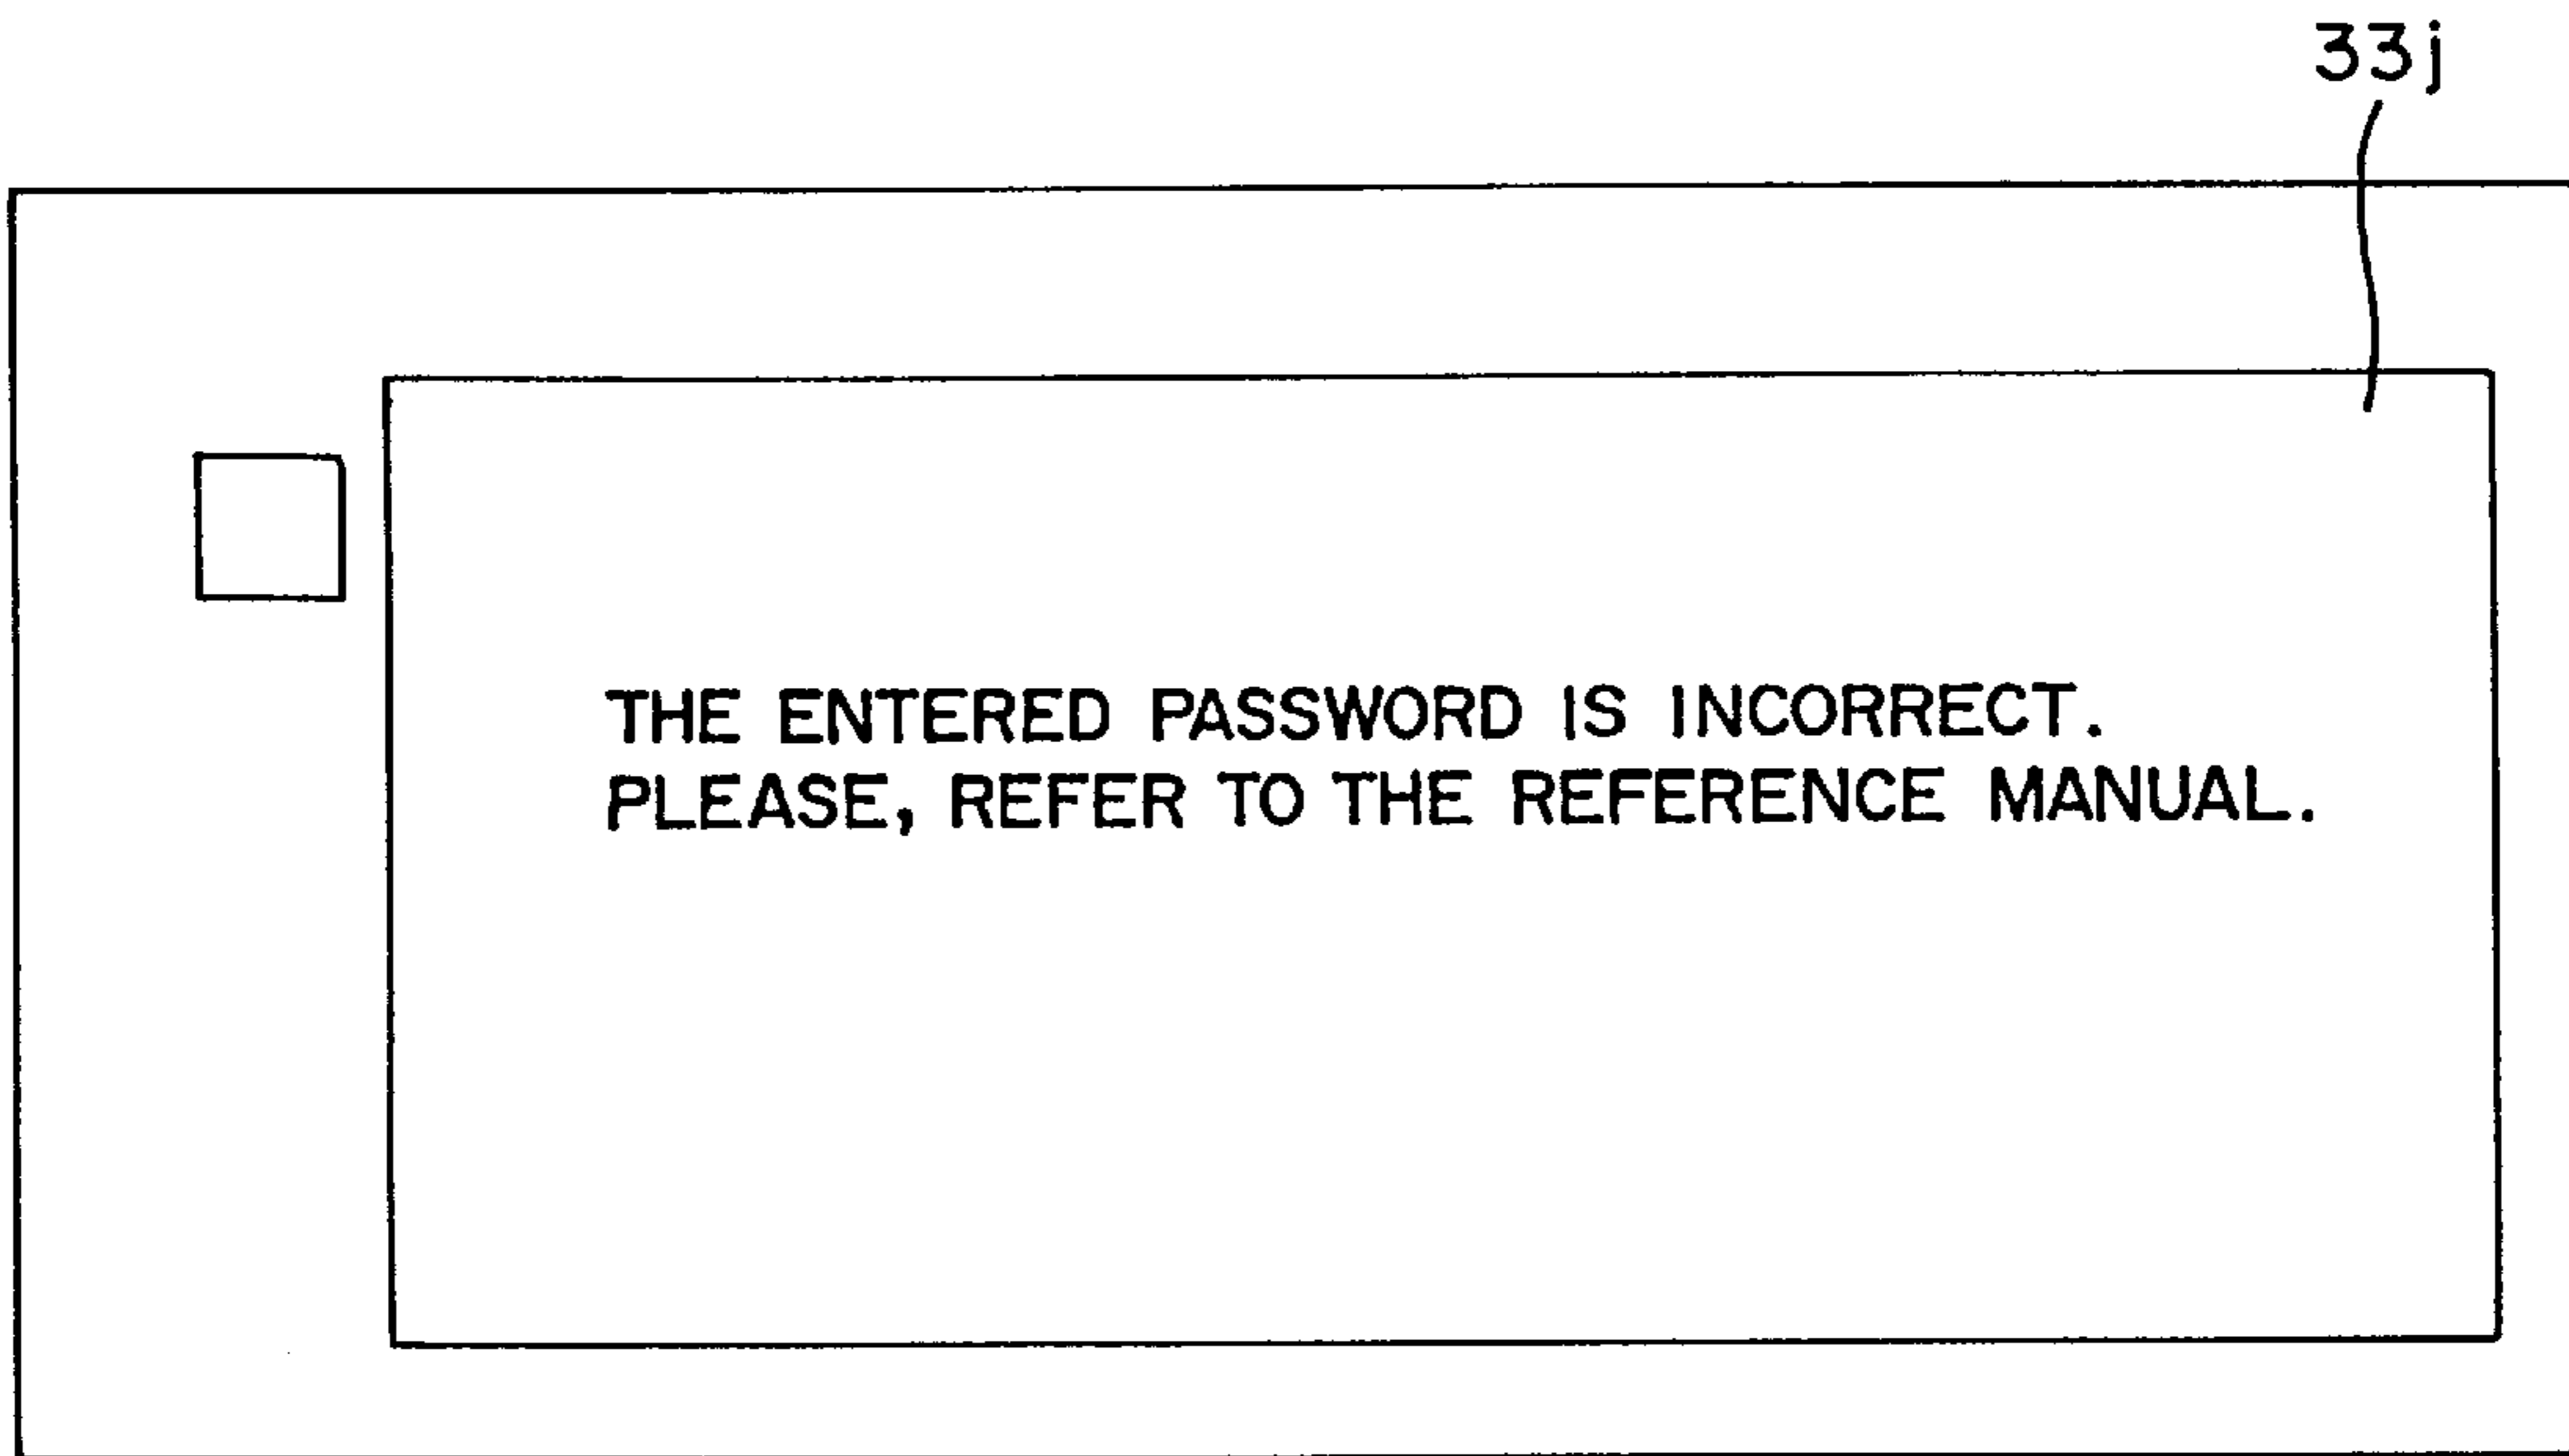 33j
THE ENTERED PASSWORD IS INCORRECT.
PLEASE, REFER TO THE REFERENCE MANUAL.